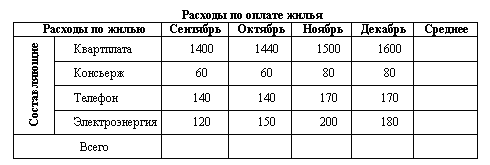 Расходы по оплате жилья
Расходы по жилью Сентябрь Октябрь Ноябрь Декабрь Среднее
Составляющие
Квартплата 1400 1440 1500 1600
Консьерж 60 60 80 80
Телефон 140 140 170 170
Электроэнергия 120 150 200 180
Всего